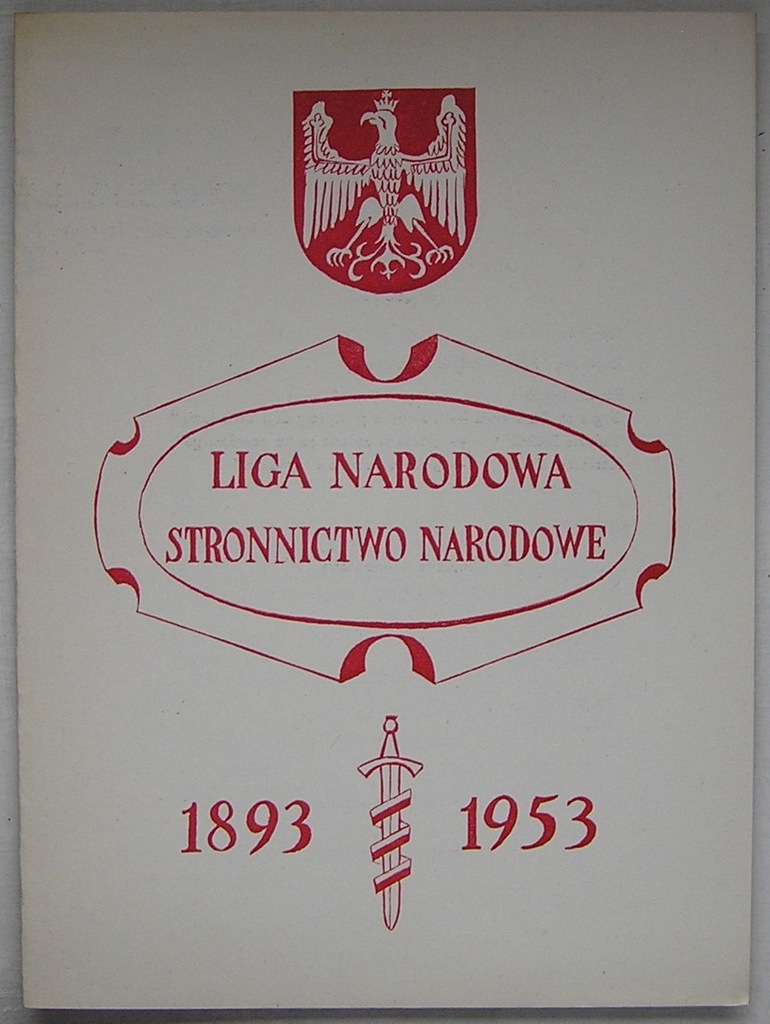 LIGA NARODOWA
STRONNICTWO NARODOWE
1893 1953